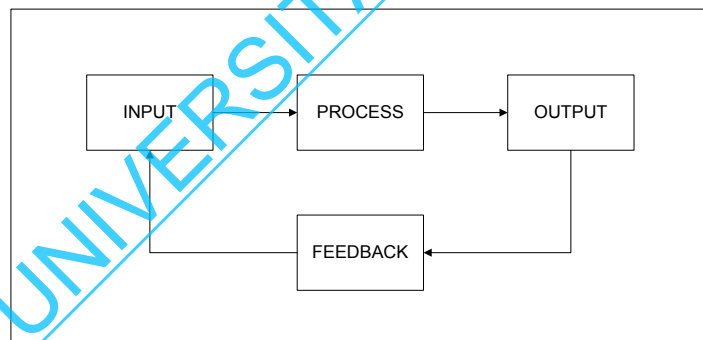 INPUT
PROCESS
OUTPUT
FEEDBACK
UNIVERSITA